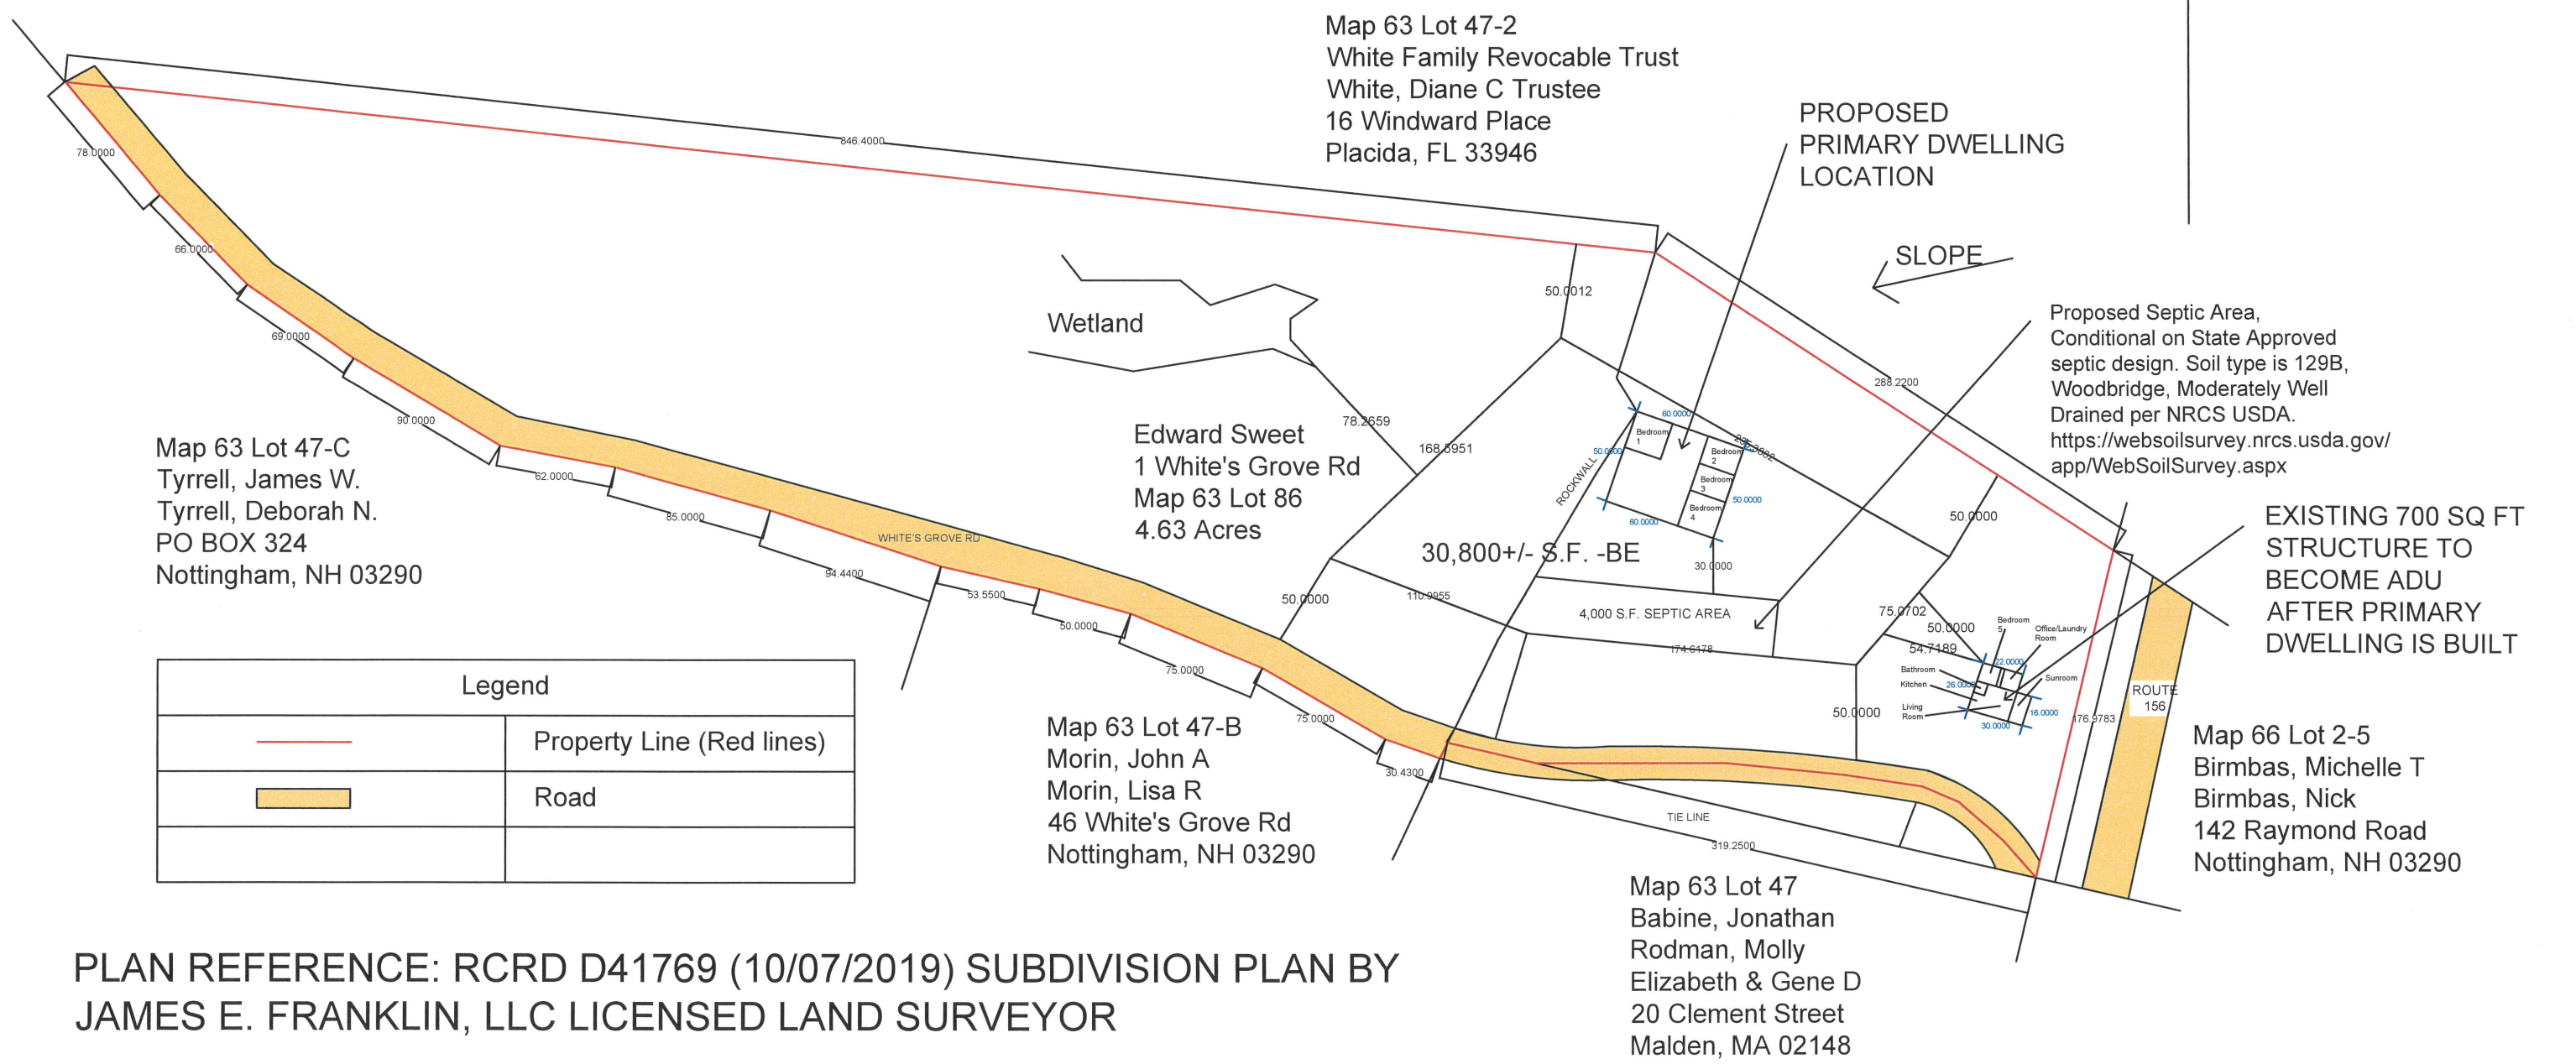 Map 63 Lot 47-2
White Family Revocable Trust
White, Diane C Trustee
16 Windward Place
Placida, FL 33946
PROPOSED
PRIMARY DWELLING
LOCATION
SLOPE
Proposed Septic Area,
Conditional on State Approved
septic design. Soil type is 129B,
Woodbridge, Moderately Well
Drained per NRCS USDA.
https://websoilsurvey.nrcs.usda.gov/
app/WebSoilSurvey.aspx
EXISTING 700 SQ FT
STRUCTURE TO
BECOME ADU
AFTER PRIMARY
DWELLING IS BUILT
846.4000
78.0000
66.0000
69.0000
90.0000
62.0000
85.0000
94.4400
53.5500
50.0000
75.0000
75.0000
30.4300
WHITE'S GROVE RD
Wetland
50.0012
288.2200
78.2659
168.5951
Edward Sweet
1 White's Grove Rd
Map 63 Lot 86
4.63 Acres
ROCKWALL
60.0000
50.0000
Bedroom
1
Bedroom
2
Bedroom
3
Bedroom
4
50.0000
60.0000
30,800+/- S.F. -BE
30.0000
50.0000
50.0000
110.9955
4,000 S.F. SEPTIC AREA
174.6178
75.0702
50.0000
54.7189
50.0000
Bedroom
5
Office/Laundry
Room
22.0000
Bathroom
Kitchen
26.0000
Sunroom
Living
Room
16.0000
30.0000
176.9783
ROUTE
156
TIE LINE
319.2500
Map 63 Lot 47-C
Tyrrell, James W.
Tyrrell, Deborah N.
PO BOX 324
Nottingham, NH 03290
Map 63 Lot 47-B
Morin, John A
Morin, Lisa R
46 White's Grove Rd
Nottingham, NH 03290
Map 66 Lot 2-5
Birmbas, Michelle T
Birmbas, Nick
142 Raymond Road
Nottingham, NH 03290
Map 63 Lot 47
Babine, Jonathan
Rodman, Molly
Elizabeth & Gene D
20 Clement Street
Malden, MA 02148
Legend
Property Line (Red lines)
Road
PLAN REFERENCE: RCRD D41769 (10/07/2019) SUBDIVISION PLAN BY
JAMES E. FRANKLIN, LLC LICENSED LAND SURVEYOR